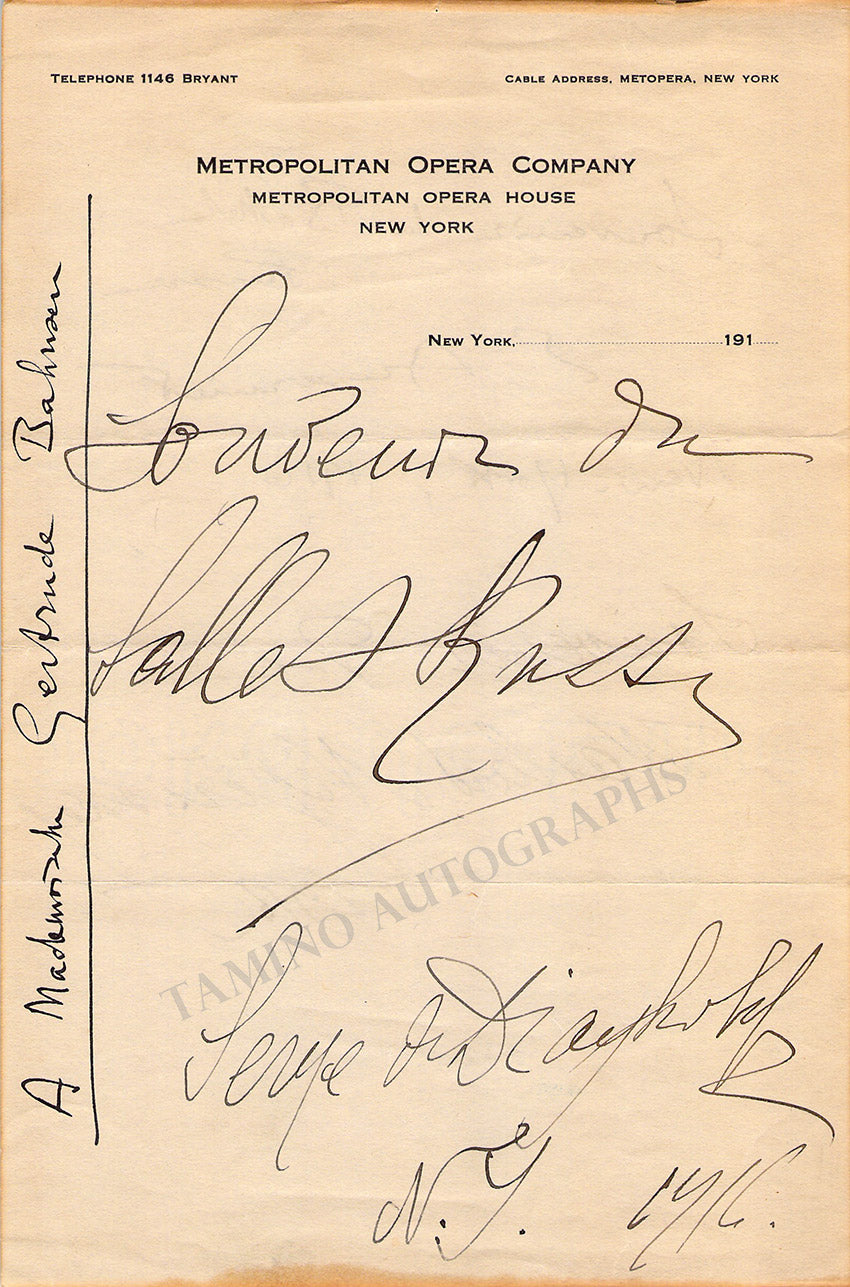 TELEPHONE 1146 BRYANT
CABLE ADDRESS, METOPERA, NEW YORK
METROPOLITAN OPERA COMPANY
METROPOLITAN OPERA HOUSE
NEW YORK
NEW YORK, 191
Souvenir du
ballet Russe
Serge de Diaghileff
N.Y. 1916.
A Mademoiselle Gertrude Bahnsen
TAMINO AUTOGRAPHS